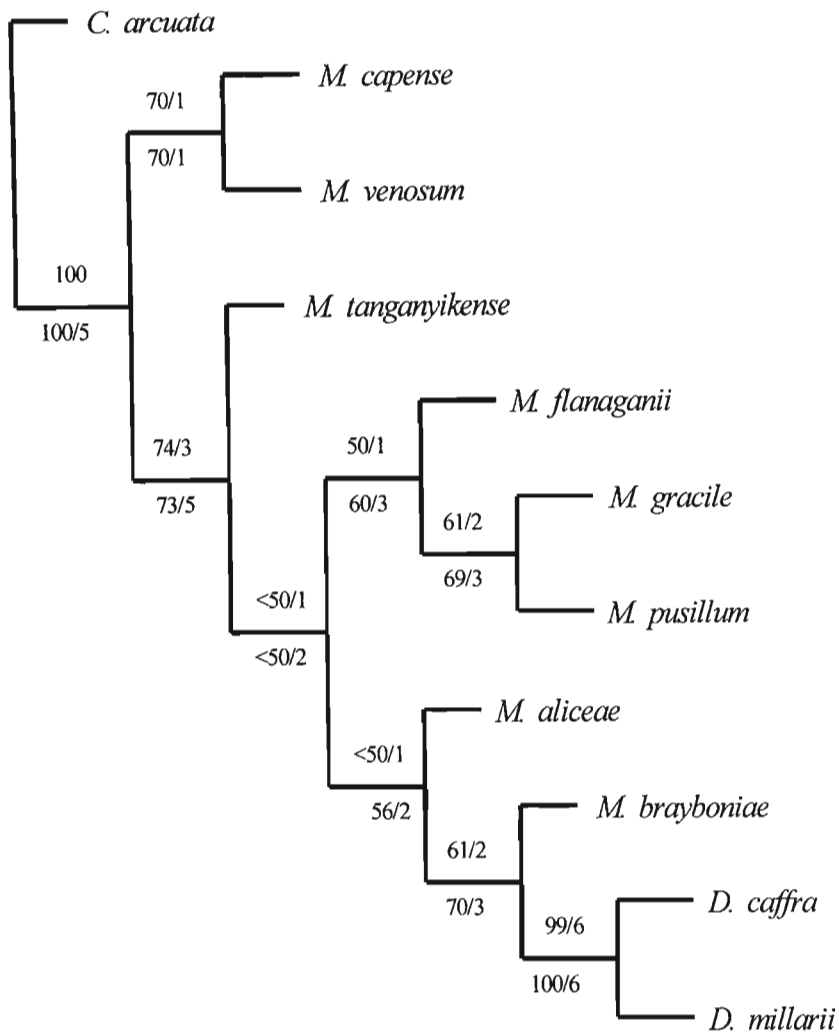 C. arcuata
M. capense
70/1
70/1
M. venosum
100
100/5
M. tanganyikense
M. flanaganii
74/3
73/5
50/1
60/3
M. gracile
61/2
69/3
M. pusillum
<50/1
<50/2
M. aliceae
<50/1
56/2
M. brayboniae
61/2
70/3
D. caffra
99/6
100/6
D. millarii